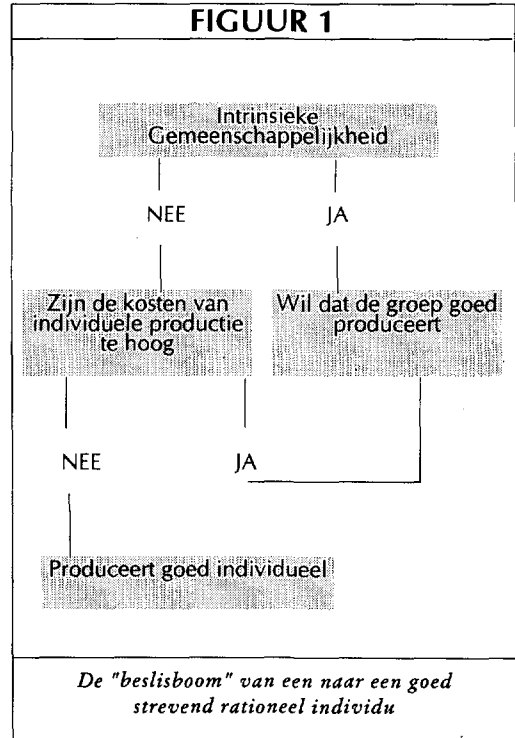 FIGUUR 1
Intrinsieke
Gemeenschappelijkheid
NEE
JA
Zijn de kosten van
individuele productie
te hoog
Wil dat de groep goed
produceert
NEE
JA
Produceert goed individueel
De "beslisboom" van een naar een goed
strevend rationeel individu